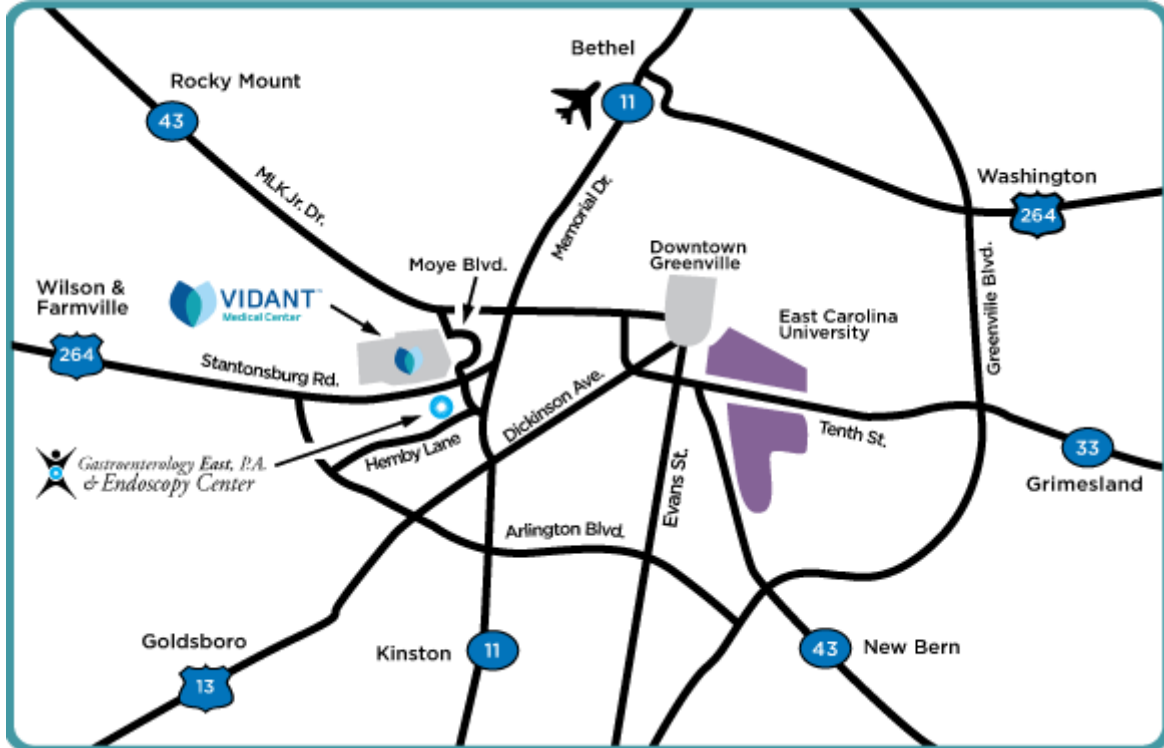 Bethel
11
Rocky Mount
43
MLK Jr. Dr.
Memorial Dr.
Washington
264
Moye Blvd.
Downtown
Greenville
Greenville Blvd.
Wilson &
Farmville
264
VIDANT™
Medical Center
East Carolina
University
Stantonsburg Rd.
Dickinson Ave.
Hemby Lane
Tenth St.
33
Grimesland
Gastroenterology East, P.A.
& Endoscopy Center
Evans St.
Arlington Blvd.
Goldsboro
13
Kinston
11
43
New Bern